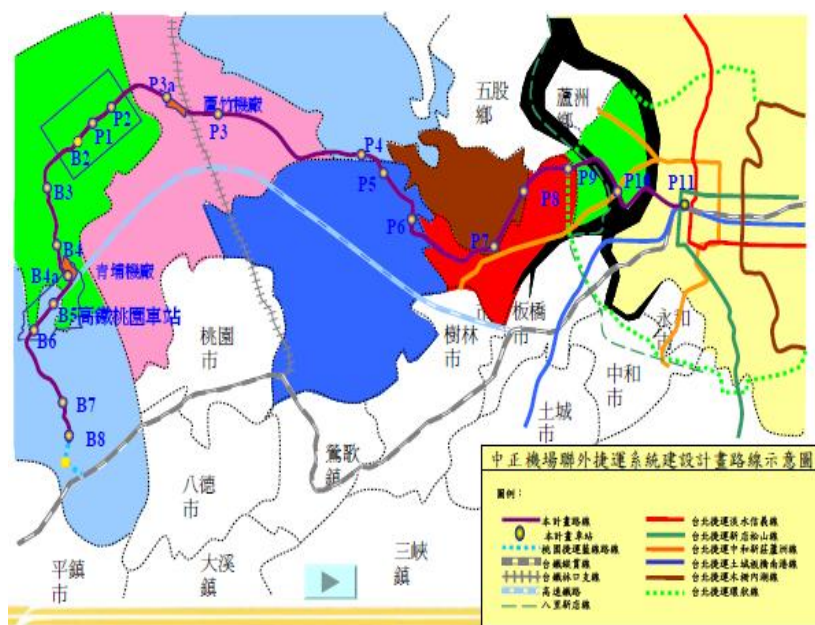 五股
鄉
蘆洲
鄉
P3a
蘆竹機廠
P2
P3
P1
B2
P4
P5
B3
P6
P7
P8
P9
P10
P11
B4
B4a
青埔機廠
B5
高鐵桃園車站
B6
桃園
市
樹林
市
市
板橋
市
永和
市
中和
市
土城
市
B7
B8
鶯歌
鎮
八德
市
平鎮
市
大溪
鎮
三峽
鎮
中正機場聯外捷運系統建設計畫路線示意圖
圖例：
本計畫路線
本計畫車站
桃園捷運藍線路線
台鐵縱貫線
台鐵林口支線
高速鐵路
八里新店線
台北捷運淡水信義線
台北捷運新店松山線
台北捷運中和新莊蘆洲線
台北捷運土城板橋南港線
台北捷運木柵內湖線
台北捷運環狀線